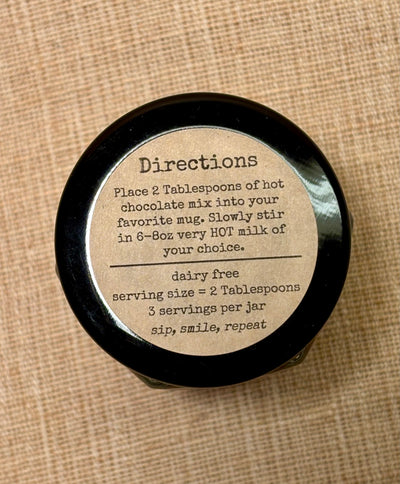 Directions
Place 2 Tablespoons of hot
chocolate mix into your
favorite mug. Slowly stir
in 6-8oz very HOT milk of
your choice.
dairy free
serving size = 2 Tablespoons
3 servings per jar
sip, smile, repeat